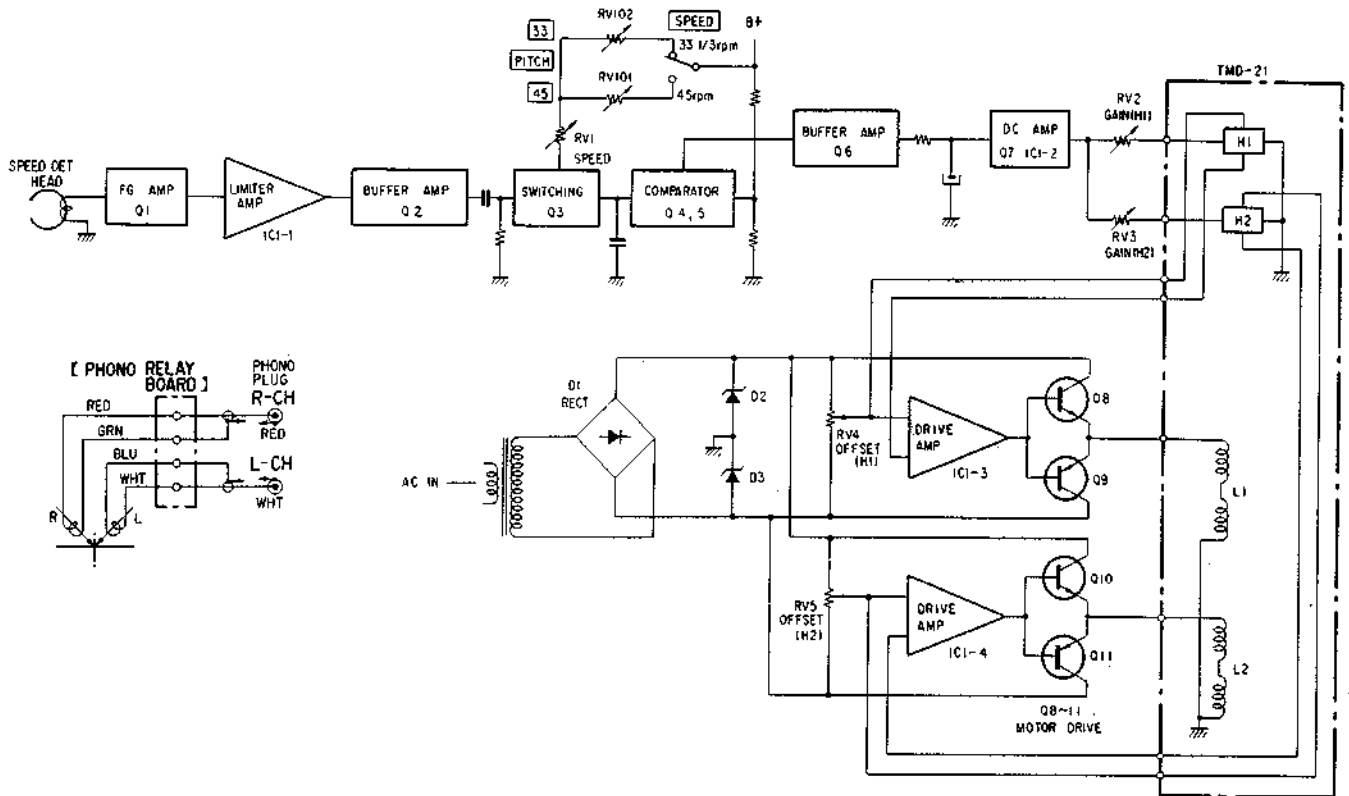 RV102
SPEED
B+
33
33 1/3rpm
PITCH
RV101
45
45rpm
TMD-21
RV1
SPEED
BUFFER AMP
Q6
DC AMP
Q7 IC1-2
RV2
GAIN(H1)
H1
SPEED DET
HEAD
FG AMP
Q1
LIMITER
AMP
IC1-1
BUFFER AMP
Q2
SWITCHING
Q3
COMPARATOR
Q4, 5
H2
RV3
GAIN(H2)
[ PHONO RELAY
BOARD ]
PHONO
PLUG
R-CH
RED
RED
GRN
BLU
L-CH
WHT
WHT
R
L
AC IN
D1
RECT
D2
D3
RV4
OFFSET
(H1)
DRIVE
AMP
IC1-3
Q8
Q9
L1
RV5
OFFSET
(H2)
DRIVE
AMP
IC1-4
Q10
Q11
L2
Q8~11
MOTOR DRIVE